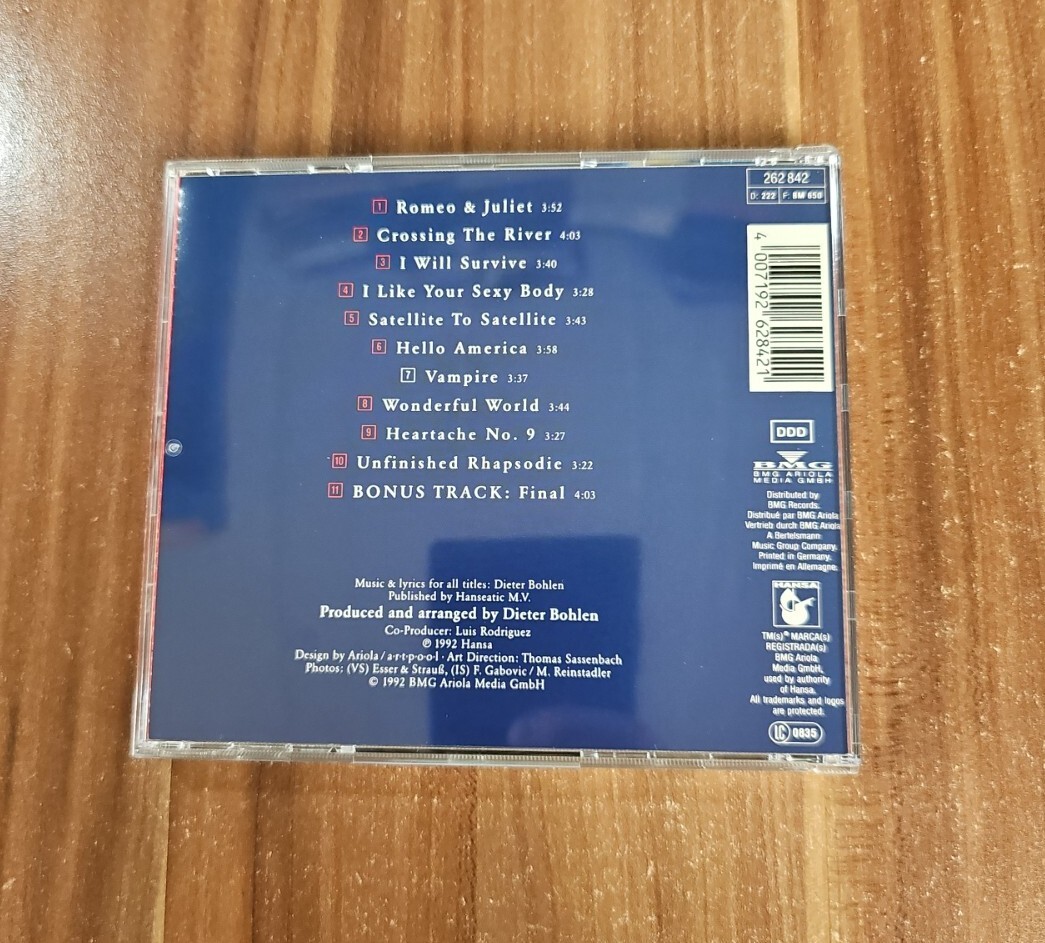 1 Romeo & Juliet 3:52
2 Crossing The River 4:03
3 I Will Survive 3:40
4 I Like Your Sexy Body 3:28
5 Satellite To Satellite 3:43
6 Hello America 3:58
7 Vampire 3:37
8 Wonderful World 3:44
9 Heartache No. 9 3:27
10 Unfinished Rhapsodie 3:22
11 BONUS TRACK: Final 4:03
Music & lyrics for all titles: Dieter Bohlen
Published by Hanseatic M.V.
Produced and arranged by Dieter Bohlen
Co-Producer: Luis Rodriguez
℗ 1992 Hansa
Design by Ariola / a·r·t·p·o·o·l · Art Direction: Thomas Sassenbach
Photos: (VS) Esser & Strauß, (IS) F. Gabovic / M. Reinstadler
© 1992 BMG Ariola Media GmbH
262 842
D: 222 F: BM 650
4 007192 628421
DDD
BMG
BMG ARIOLA
MEDIA GMBH
Distributed by
BMG Records.
Distribué par BMG Ariola
Vertrieb durch BMG Ariola
A Bertelsmann
Music Group Company.
Printed in Germany.
Imprimé en Allemagne.
HANSA
TM(s)® MARCA(s)
REGISTRADA(s)
BMG Ariola
Media GmbH,
used by authority
of Hansa.
All trademarks and logos
are protected.
LC 0835